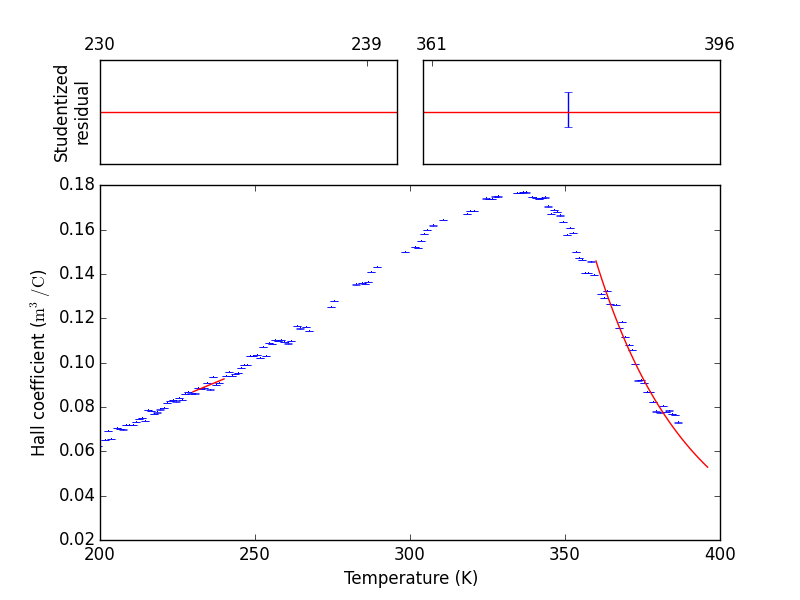 230 239 361 396
Studentized
residual
0.18
0.16
0.14
0.12
0.10
0.08
0.06
0.04
0.02
Hall coefficient (m³ /C)
200 250 300 350 400
Temperature (K)